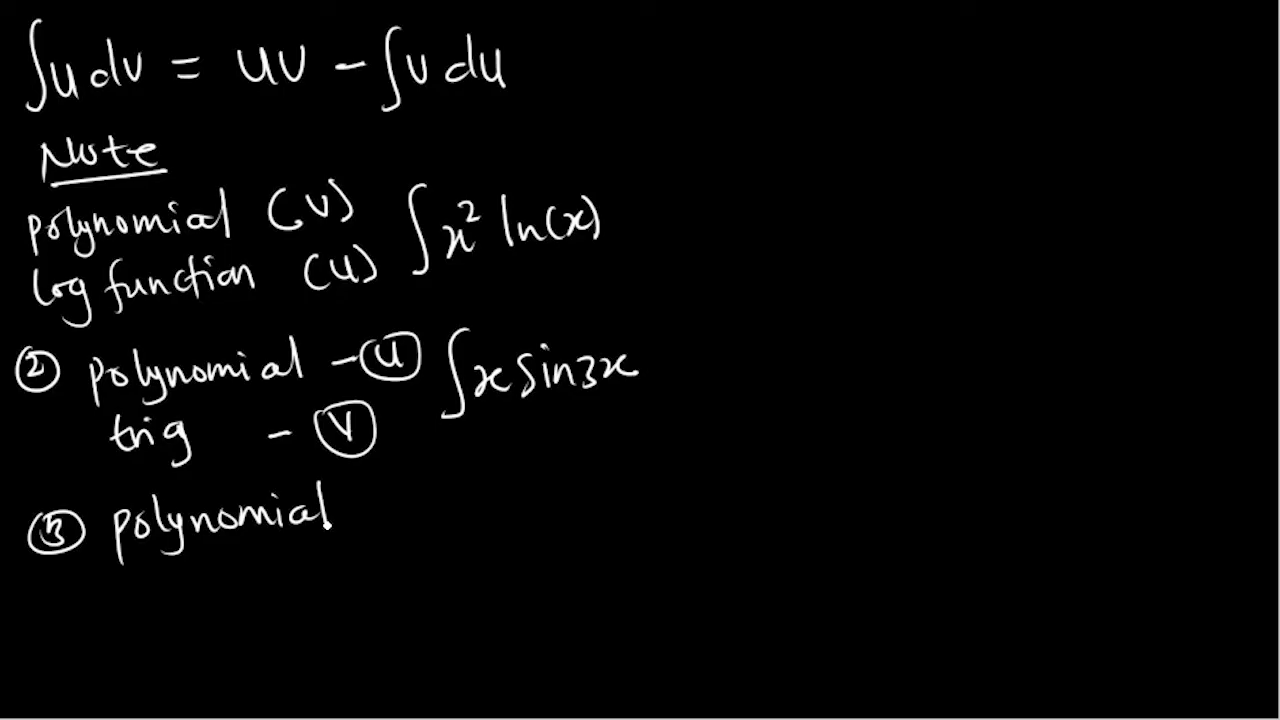 ∫u dv = uv - ∫v du
Note
polynomial (v) ∫x² ln(x)
log function (u)
② polynomial - u ∫x sin3x
trig - v
③ polynomial